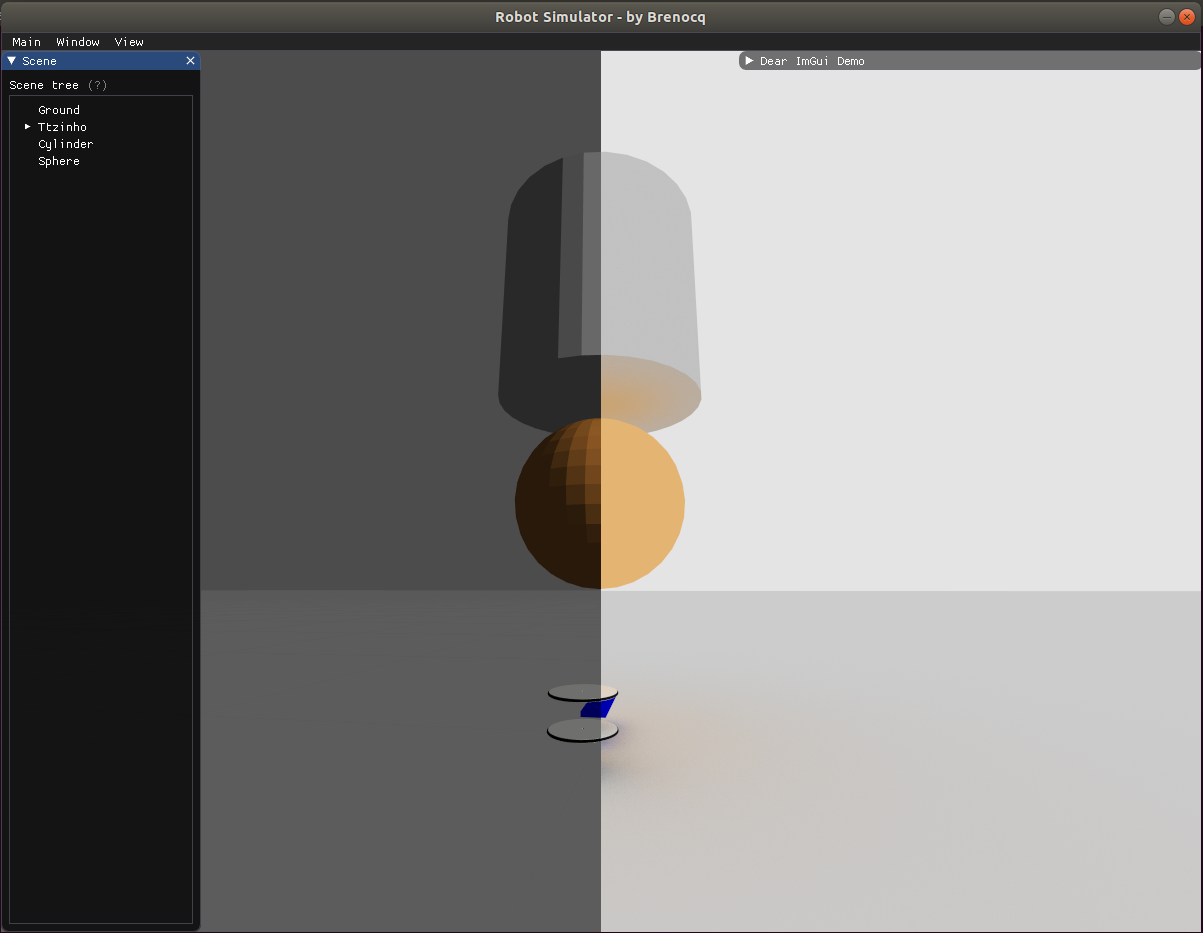 Robot Simulator - by Brenocq
Main Window View
Scene
Dear ImGui Demo
Scene tree (?)
Ground
Ttzinho
Cylinder
Sphere